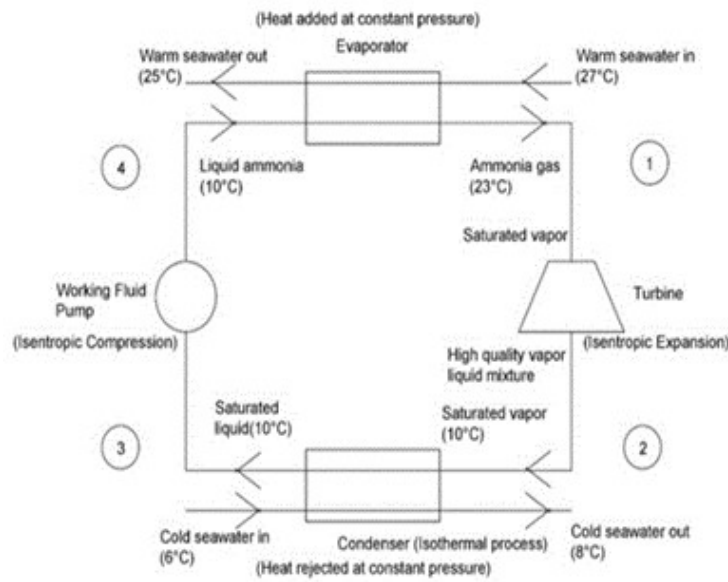 (Heat added at constant pressure)
Evaporator
Warm seawater out
(25°C)
Warm seawater in
(27°C)
4
Liquid ammonia
(10°C)
Ammonia gas
(23°C)
1
Saturated vapor
Working Fluid
Pump
(Isentropic Compression)
Turbine
(Isentropic Expansion)
High quality vapor
liquid mixture
Saturated
liquid(10°C)
Saturated vapor
(10°C)
3
2
Cold seawater in
(6°C)
Condenser (Isothermal process)
(Heat rejected at constant pressure)
Cold seawater out
(8°C)